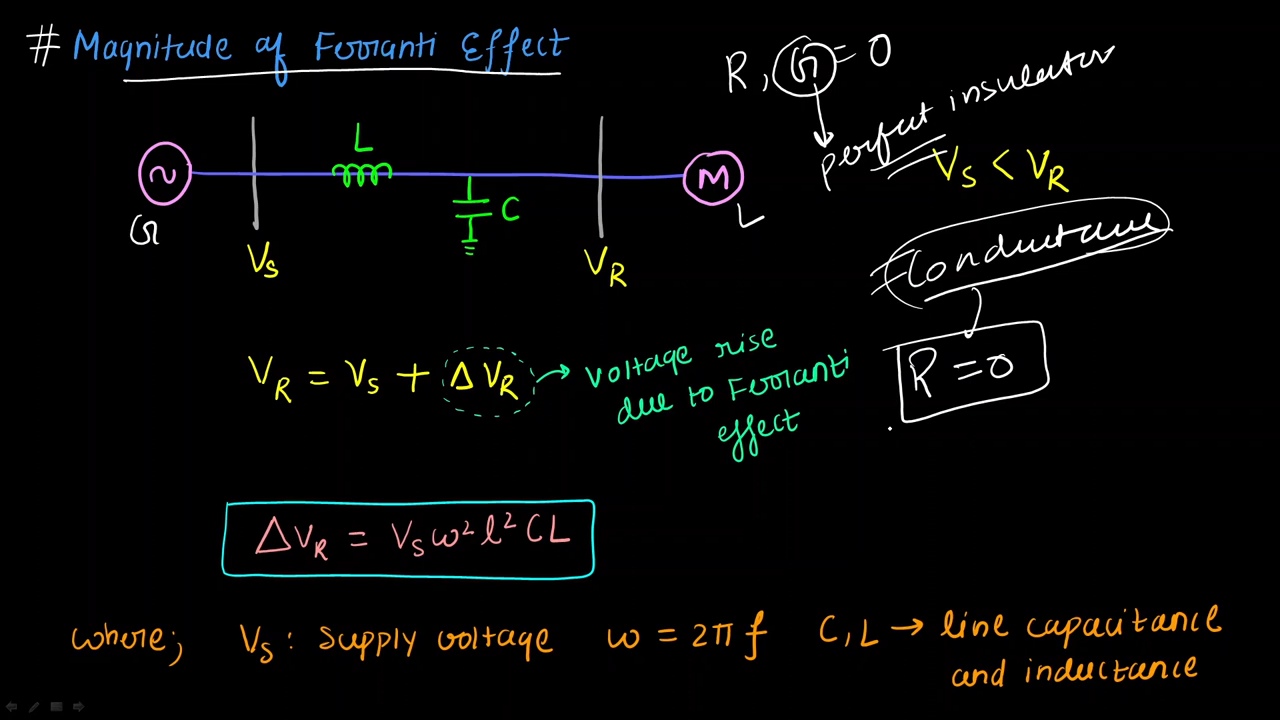 # Magnitude of Ferranti Effect
R, G = 0
perfect insulator
L
C
~
M
G
L
Vs
VR
Vs < VR
Conductance
R = 0
VR = Vs + Δ VR → Voltage rise
due to Ferranti
effect
ΔVR = Vs ω² l² CL
where; Vs : Supply voltage ω = 2π f C, L → line capacitance
and inductance